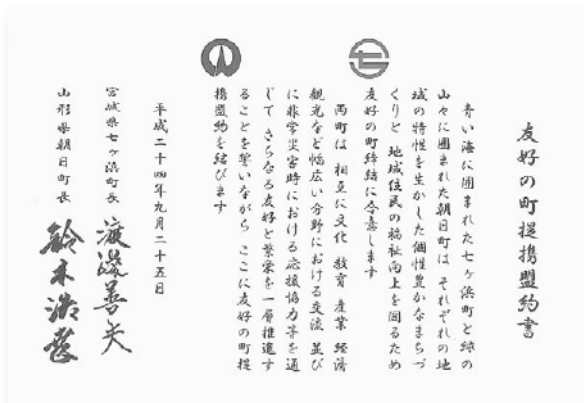 友好の町提携盟約書
青い海に囲まれた七ヶ浜町と緑の
山々に囲まれた朝日町は それぞれの地
域の特性を生かした個性豊かなまちづ
くりと 地域住民の福祉向上を図るため
友好の町締結に合意します
両町は 相互に文化 教育 産業 経済
観光など幅広い分野における交流 並び
に非常災害時における応援協力等を通
じて さらなる友好と繁栄を一層推進す
ることを誓いながら ここに友好の町提
携盟約を結びます
平成二十四年九月二十五日
宮城県七ヶ浜町長 渡邊善夫
山形県朝日町長 鈴木浩幸